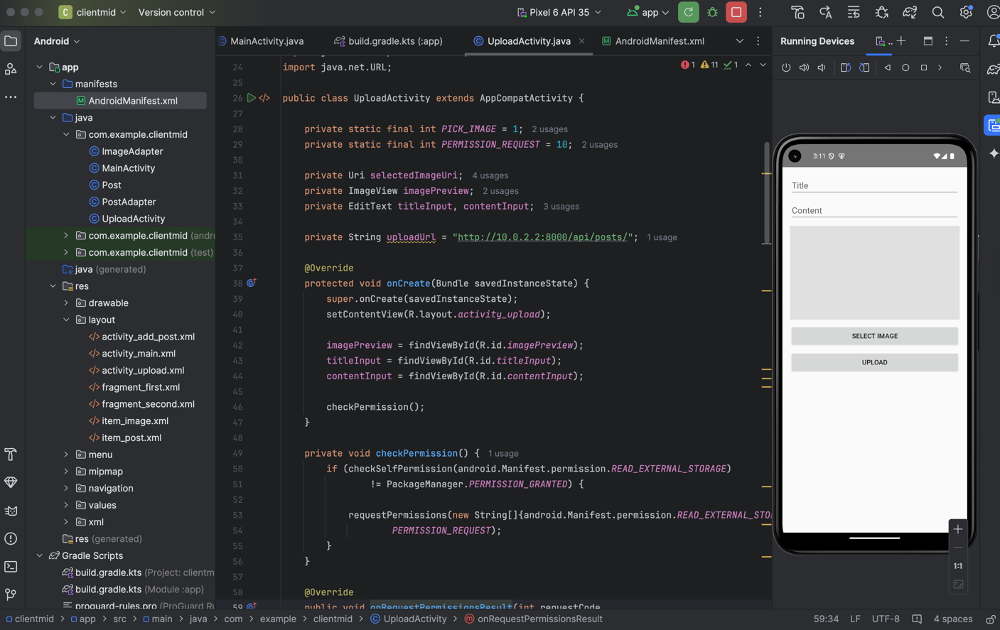 C clientmid Version control Pixel 6 API 35 app
Android
MainActivity.java build.gradle.kts (:app) UploadActivity.java AndroidManifest.xml
Running Devices
app
manifests
AndroidManifest.xml
java
com.example.clientmid
ImageAdapter
MainActivity
Post
PostAdapter
UploadActivity
com.example.clientmid (andro
com.example.clientmid (test)
java (generated)
res
drawable
layout
activity_add_post.xml
activity_main.xml
activity_upload.xml
fragment_first.xml
fragment_second.xml
item_image.xml
item_post.xml
menu
mipmap
navigation
values
xml
res (generated)
Gradle Scripts
build.gradle.kts (Project: clientm
build.gradle.kts (Module :app)
proguard-rules.pro (ProGuard Ru
1 11 1
24 import java.net.URL;
25
26 public class UploadActivity extends AppCompatActivity {
27
28 private static final int PICK_IMAGE = 1; 2 usages
29 private static final int PERMISSION_REQUEST = 10; 2 usages
30
31 private Uri selectedImageUri; 4 usages
32 private ImageView imagePreview; 2 usages
33 private EditText titleInput, contentInput; 3 usages
34
35 private String uploadUrl = "http://10.0.2.2:8000/api/posts/"; 1 usage
36
37 @Override
38 protected void onCreate(Bundle savedInstanceState) {
39 super.onCreate(savedInstanceState);
40 setContentView(R.layout.activity_upload);
41
42 imagePreview = findViewById(R.id.imagePreview);
43 titleInput = findViewById(R.id.titleInput);
44 contentInput = findViewById(R.id.contentInput);
45
46 checkPermission();
47 }
48
49 private void checkPermission() { 1 usage
50 if (checkSelfPermission(android.Manifest.permission.READ_EXTERNAL_STORAGE)
51 != PackageManager.PERMISSION_GRANTED) {
52
53 requestPermissions(new String[]{android.Manifest.permission.READ_EXTERNAL_STO
54 PERMISSION_REQUEST);
55 }
56 }
57
58 @Override
59 public void onRequestPermissionsResult(int requestCode,
3:11
Title
Content
SELECT IMAGE
UPLOAD
1:1
clientmid > app > src > main > java > com > example > clientmid > UploadActivity > onRequestPermissionsResult
59:34 LF UTF-8 4 spaces